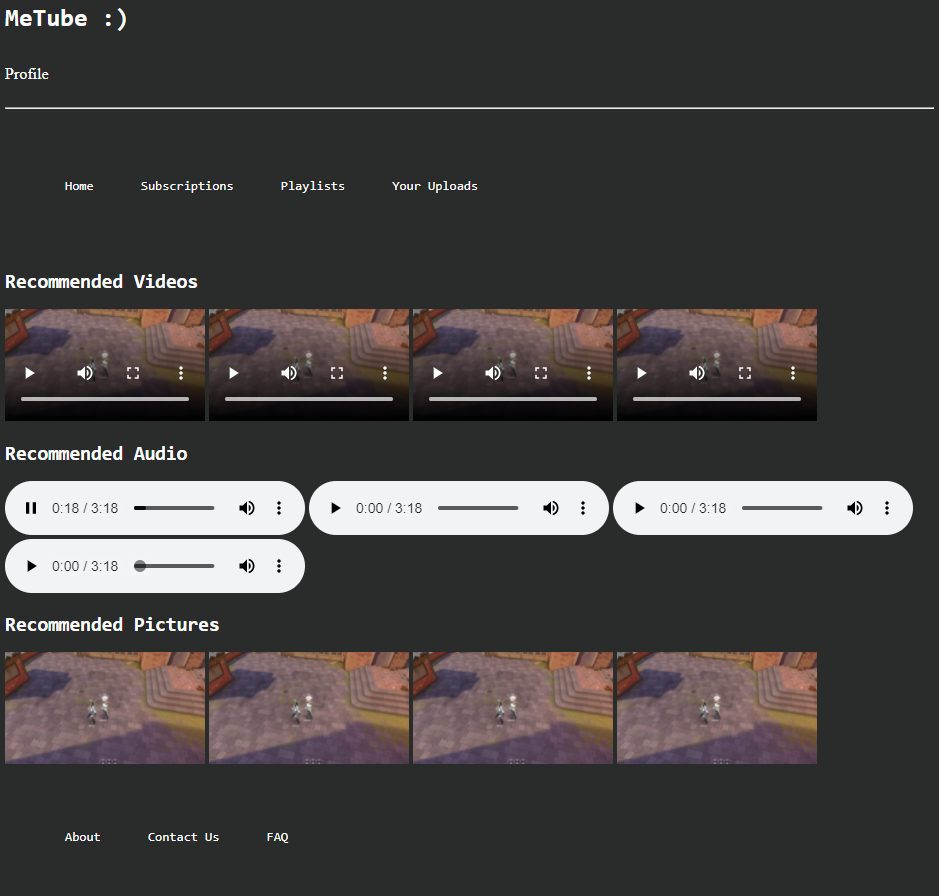 MeTube :)
Profile
Home Subscriptions Playlists Your Uploads
Recommended Videos
Recommended Audio
0:18 / 3:18 0:00 / 3:18 0:00 / 3:18
0:00 / 3:18
Recommended Pictures
About Contact Us FAQ